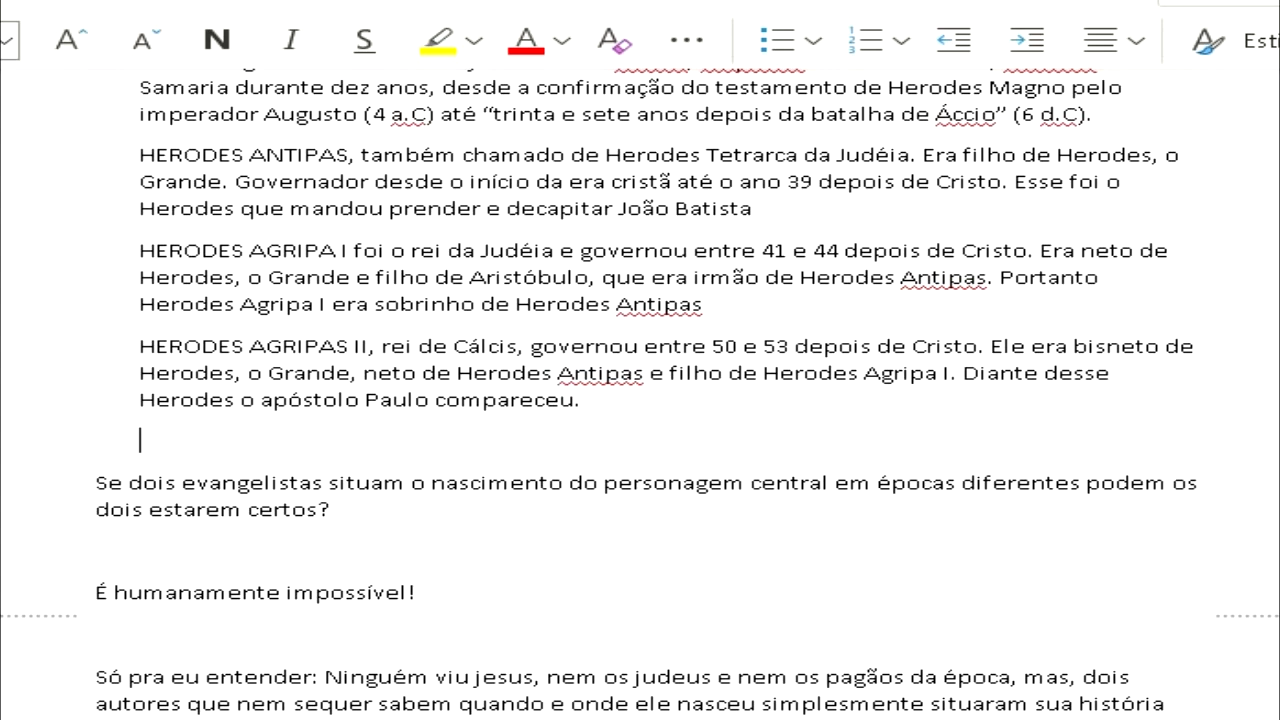 A A N I S A A ... 1 2 3 A Esti
Samaria durante dez anos, desde a confirmação do testamento de Herodes Magno pelo
imperador Augusto (4 a.C) até “trinta e sete anos depois da batalha de Áccio” (6 d.C).
HERODES ANTIPAS, também chamado de Herodes Tetrarca da Judéia. Era filho de Herodes, o
Grande. Governador desde o início da era cristã até o ano 39 depois de Cristo. Esse foi o
Herodes que mandou prender e decapitar João Batista
HERODES AGRIPA I foi o rei da Judéia e governou entre 41 e 44 depois de Cristo. Era neto de
Herodes, o Grande e filho de Aristóbulo, que era irmão de Herodes Antipas. Portanto
Herodes Agripa I era sobrinho de Herodes Antipas
HERODES AGRIPAS II, rei de Cálcis, governou entre 50 e 53 depois de Cristo. Ele era bisneto de
Herodes, o Grande, neto de Herodes Antipas e filho de Herodes Agripa I. Diante desse
Herodes o apóstolo Paulo compareceu.
Se dois evangelistas situam o nascimento do personagem central em épocas diferentes podem os
dois estarem certos?
É humanamente impossível!
Só pra eu entender: Ninguém viu jesus, nem os judeus e nem os pagãos da época, mas, dois
autores que nem sequer sabem quando e onde ele nasceu simplesmente situaram sua história